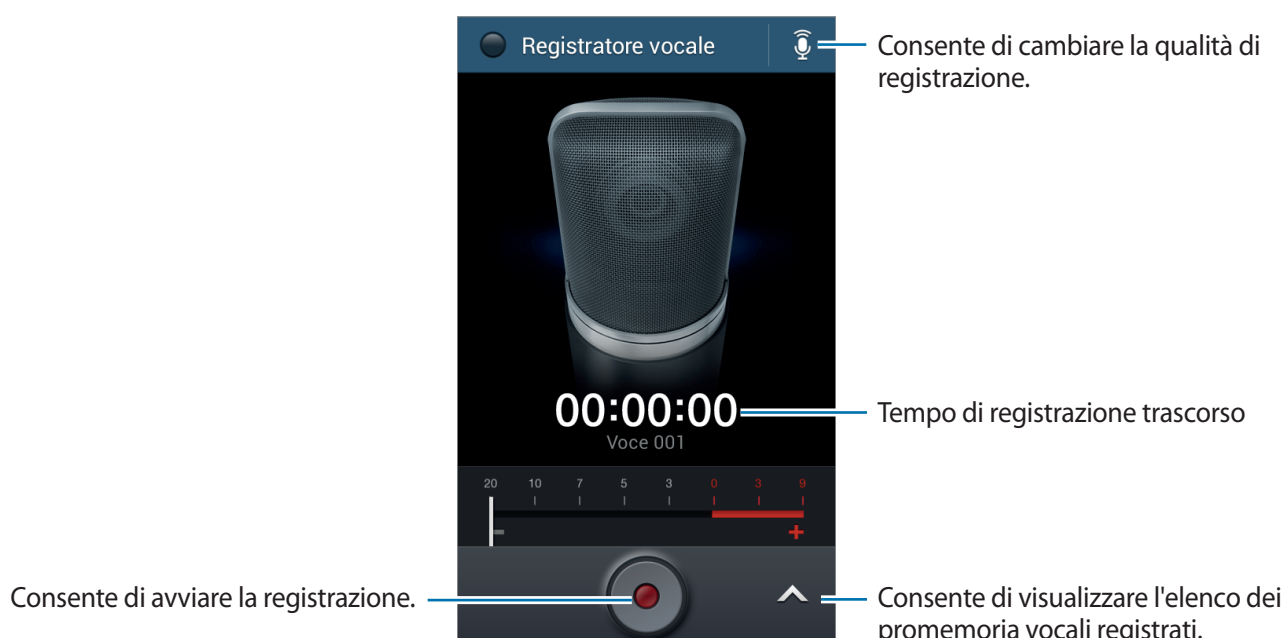 Registratore vocale
Consente di cambiare la qualità di
registrazione.
00:00:00
Tempo di registrazione trascorso
Voce 001
20 10 7 5 3 0 3 9
- +
Consente di avviare la registrazione.
Consente di visualizzare l'elenco dei
promemoria vocali registrati.